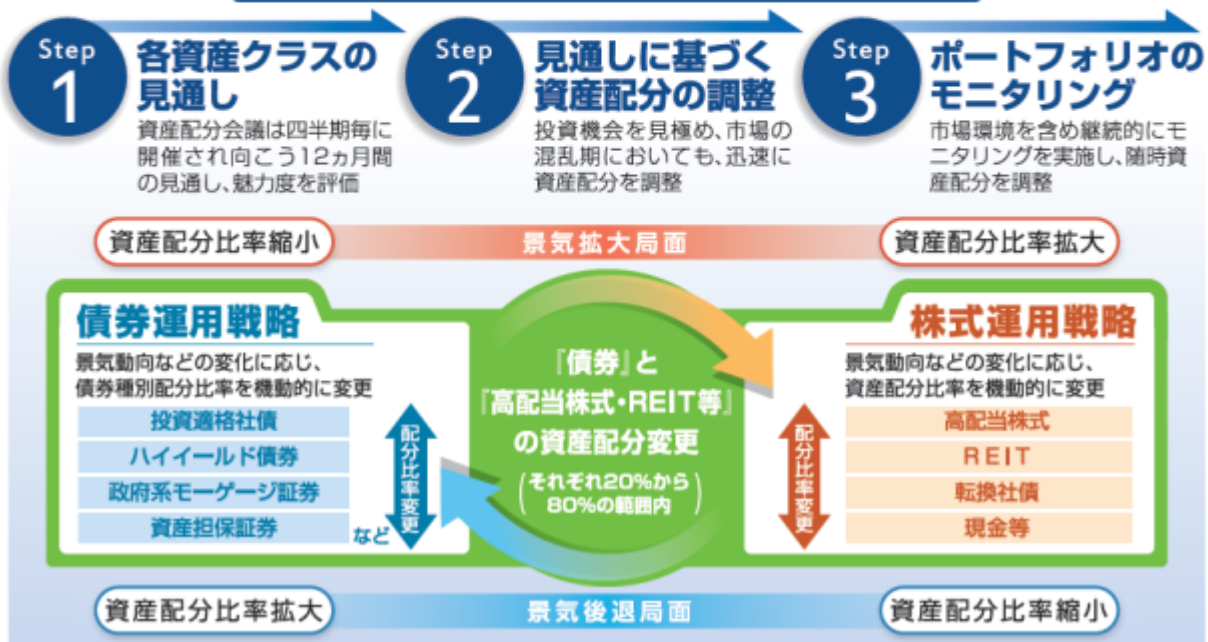 Step
1
各資産クラスの
見通し
資産配分会議は四半期毎に
開催され向こう12ヵ月間
の見通し、魅力度を評価
Step
2
見通しに基づく
資産配分の調整
投資機会を見極め、市場の
混乱期においても、迅速に
資産配分を調整
Step
3
ポートフォリオの
モニタリング
市場環境を含め継続的にモ
ニタリングを実施し、随時資
産配分を調整
資産配分比率縮小
景気拡大局面
資産配分比率拡大
債券運用戦略
景気動向などの変化に応じ、
債券種別配分比率を機動的に変更
投資適格社債
ハイイールド債券
政府系モーゲージ証券
資産担保証券
など
配分比率変更
『債券』と
『高配当株式・REIT等』
の資産配分変更
(それぞれ20%から
80%の範囲内)
株式運用戦略
景気動向などの変化に応じ、
資産配分比率を機動的に変更
配分比率変更
高配当株式
REIT
転換社債
現金等
資産配分比率拡大
景気後退局面
資産配分比率縮小